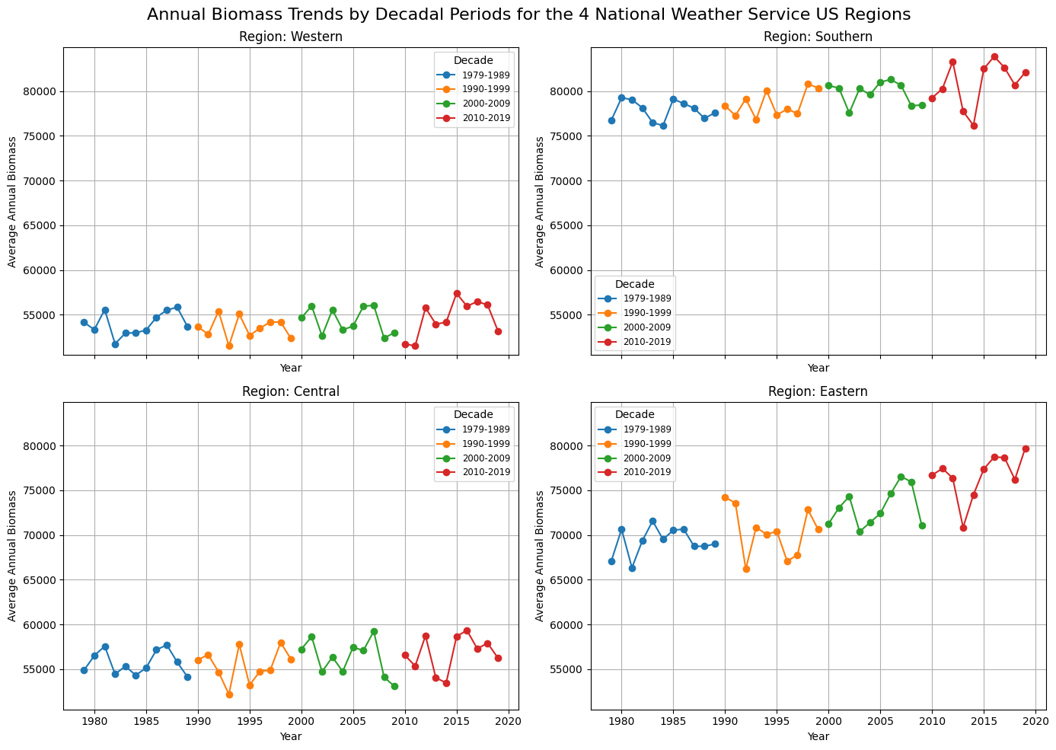 Annual Biomass Trends by Decadal Periods for the 4 National Weather Service US Regions
Region: Western
Average Annual Biomass
80000
75000
70000
65000
60000
55000
Decade
1979-1989
1990-1999
2000-2009
2010-2019
Year
Region: Southern
Average Annual Biomass
80000
75000
70000
65000
60000
55000
Decade
1979-1989
1990-1999
2000-2009
2010-2019
Year
Region: Central
Average Annual Biomass
80000
75000
70000
65000
60000
55000
Decade
1979-1989
1990-1999
2000-2009
2010-2019
1980 1985 1990 1995 2000 2005 2010 2015 2020
Year
Region: Eastern
Average Annual Biomass
80000
75000
70000
65000
60000
55000
Decade
1979-1989
1990-1999
2000-2009
2010-2019
1980 1985 1990 1995 2000 2005 2010 2015 2020
Year